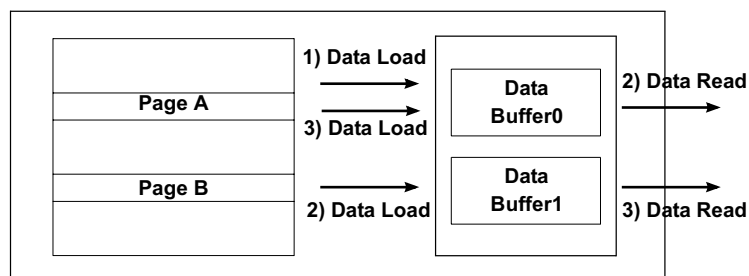 1) Data Load
Page A
3) Data Load
Data
Buffer0
2) Data Read
Page B
2) Data Load
Data
Buffer1
3) Data Read